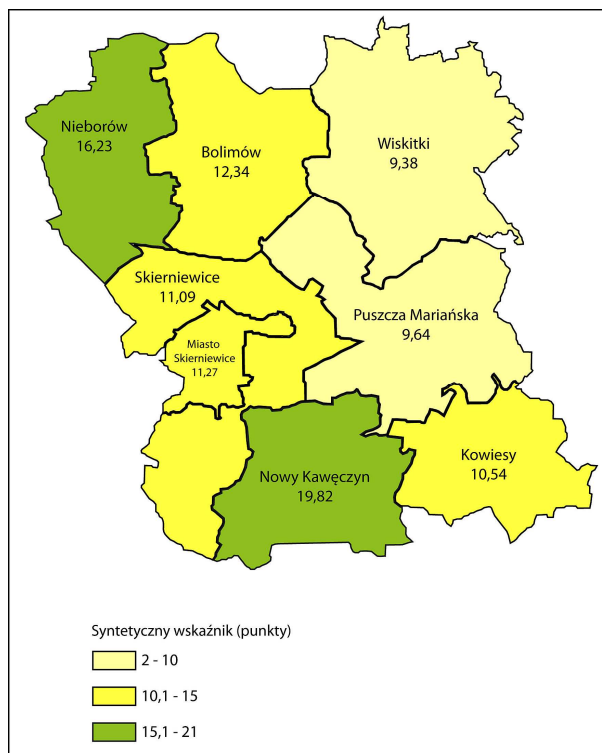 Nieborów
16,23
Bolimów
12,34
Wiskitki
9,38
Skierniewice
11,09
Puszcza Mariańska
9,64
Miasto
Skierniewice
11,27
Nowy Kawęczyn
19,82
Kowiesy
10,54
Syntetyczny wskaźnik (punkty)
2 - 10
10,1 - 15
15,1 - 21